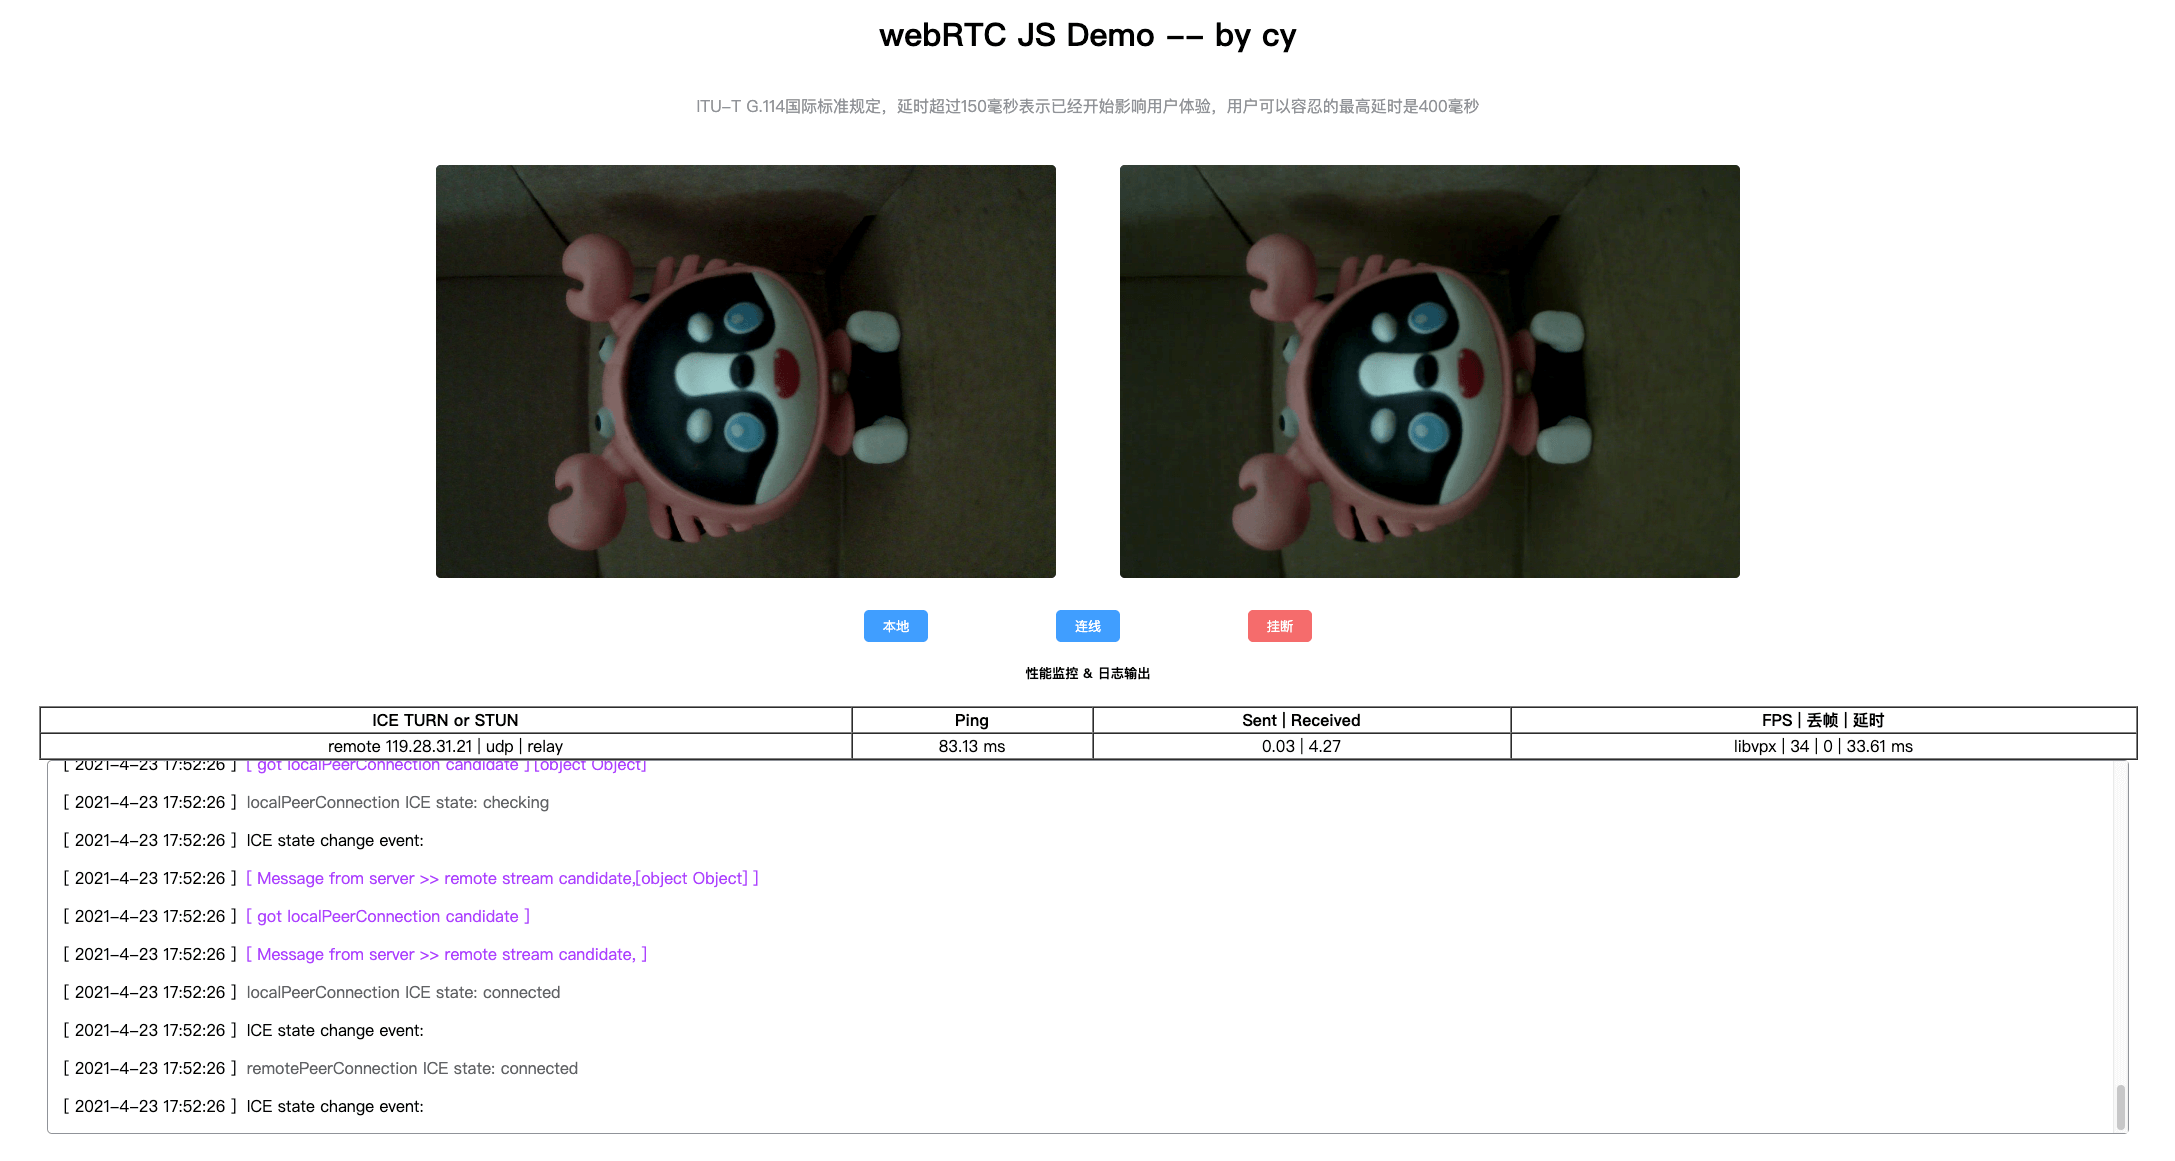 webRTC JS Demo -- by cy
ITU-T G.114国际标准规定，延时超过150毫秒表示已经开始影响用户体验，用户可以容忍的最高延时是400毫秒
本地 连线 挂断
性能监控 & 日志输出
ICE TURN or STUN Ping Sent | Received FPS | 丢帧 | 延时
remote 119.28.31.21 | udp | relay 83.13 ms 0.03 | 4.27 libvpx | 34 | 0 | 33.61 ms
[ 2021-4-23 17:52:26 ] [ got localPeerConnection candidate ] [object Object]
[ 2021-4-23 17:52:26 ] localPeerConnection ICE state: checking
[ 2021-4-23 17:52:26 ] ICE state change event:
[ 2021-4-23 17:52:26 ] [ Message from server >> remote stream candidate,[object Object] ]
[ 2021-4-23 17:52:26 ] [ got localPeerConnection candidate ]
[ 2021-4-23 17:52:26 ] [ Message from server >> remote stream candidate, ]
[ 2021-4-23 17:52:26 ] localPeerConnection ICE state: connected
[ 2021-4-23 17:52:26 ] ICE state change event:
[ 2021-4-23 17:52:26 ] remotePeerConnection ICE state: connected
[ 2021-4-23 17:52:26 ] ICE state change event: